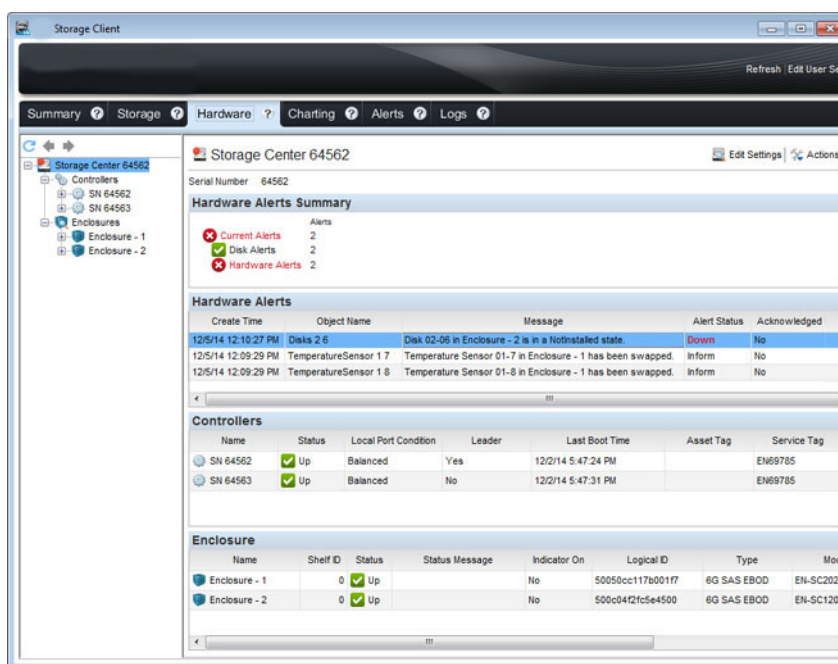 Storage Client
Refresh | Edit User Se
Summary ? Storage ? Hardware ? Charting ? Alerts ? Logs ?
Storage Center 64562
Controllers
SN 64562
SN 64563
Enclosures
Enclosure - 1
Enclosure - 2
Storage Center 64562
Edit Settings | Actions
Serial Number 64562
Hardware Alerts Summary
Alerts
Current Alerts 2
Disk Alerts 2
Hardware Alerts 2
Hardware Alerts
Create Time Object Name Message Alert Status Acknowledged
12/5/14 12:10:27 PM Disks 2 6 Disk 02-06 in Enclosure - 2 is in a NotInstalled state. Down No
12/5/14 12:09:29 PM TemperatureSensor 1 7 Temperature Sensor 01-7 in Enclosure - 1 has been swapped. Inform No
12/5/14 12:09:29 PM TemperatureSensor 1 8 Temperature Sensor 01-8 in Enclosure - 1 has been swapped. Inform No
Controllers
Name Status Local Port Condition Leader Last Boot Time Asset Tag Service Tag
SN 64562 Up Balanced Yes 12/2/14 5:47:24 PM EN69785
SN 64563 Up Balanced No 12/2/14 5:47:31 PM EN69785
Enclosure
Name Shelf ID Status Status Message Indicator On Logical ID Type Mod
Enclosure - 1 0 Up No 50050cc117b001f7 6G SAS EBOD EN-SC202
Enclosure - 2 0 Up No 500c04f2fc5e4500 6G SAS EBOD EN-SC120